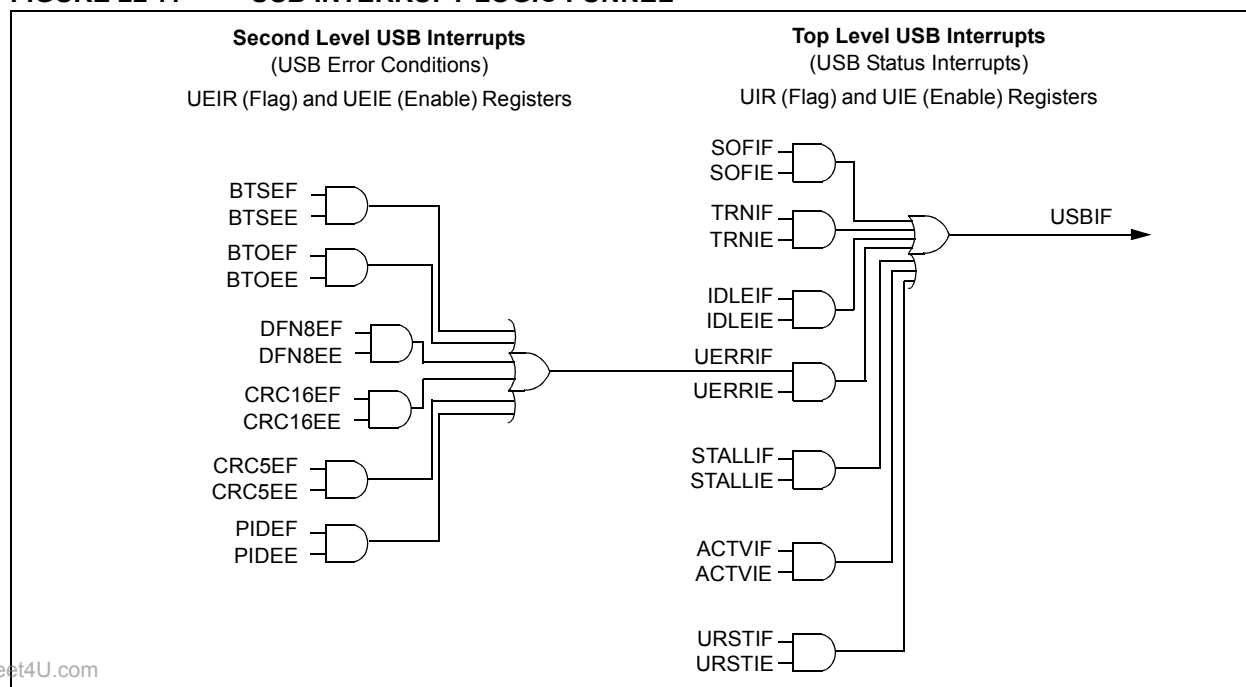 Second Level USB Interrupts
(USB Error Conditions)
UEIR (Flag) and UEIE (Enable) Registers
BTSEF
BTSEE
BTOEF
BTOEE
DFN8EF
DFN8EE
CRC16EF
CRC16EE
CRC5EF
CRC5EE
PIDEF
PIDEE
Top Level USB Interrupts
(USB Status Interrupts)
UIR (Flag) and UIE (Enable) Registers
SOFIF
SOFIE
TRNIF
TRNIE
IDLEIF
IDLEIE
UERRIF
UERRIE
STALLIF
STALLIE
ACTVIF
ACTVIE
URSTIF
URSTIE
USBIF
eet4U.com